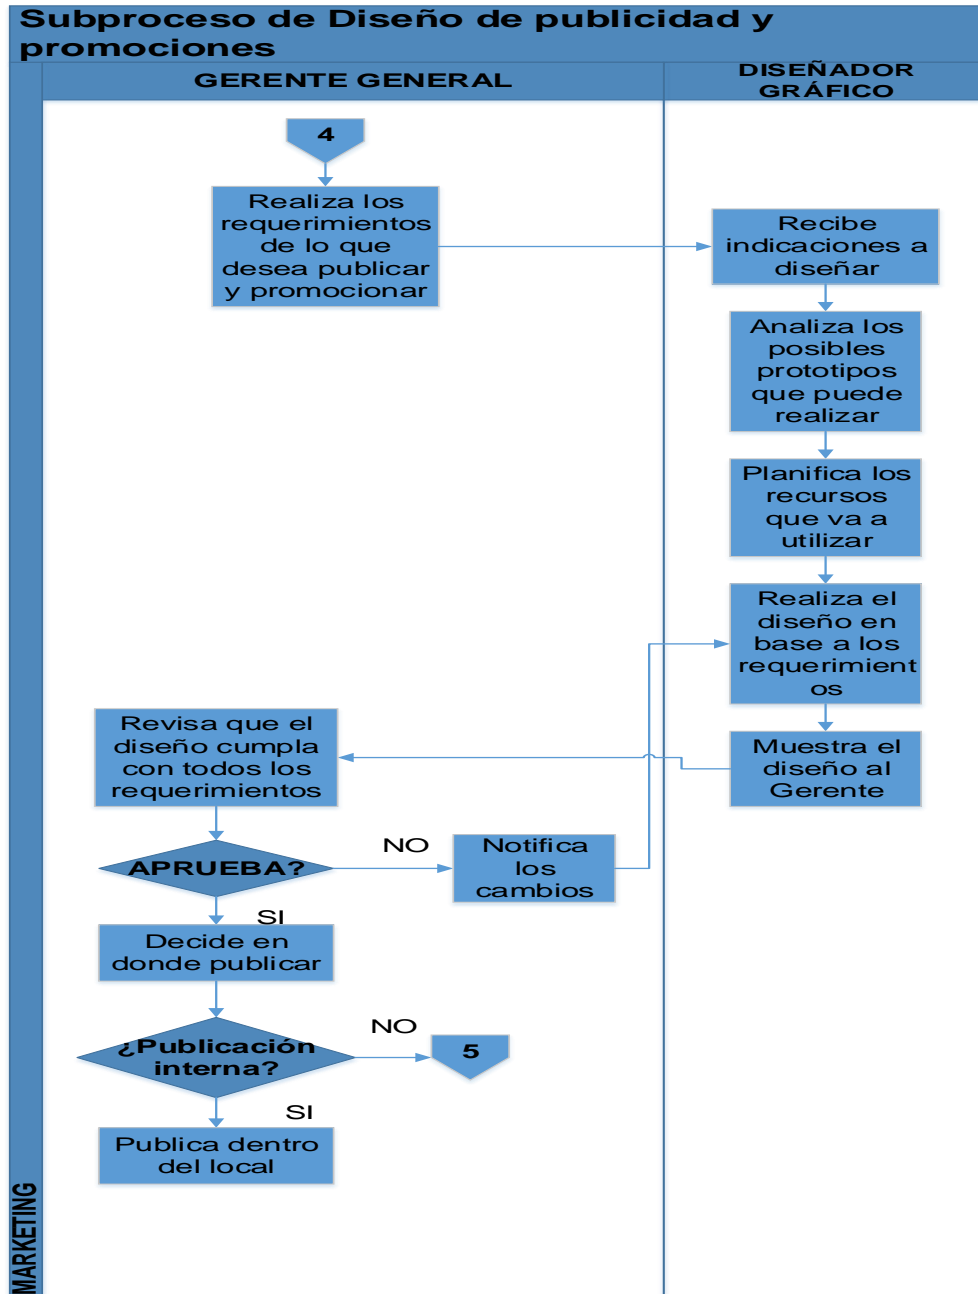 Subproceso de Diseño de publicidad y
promociones
GERENTE GENERAL
DISEÑADOR
GRÁFICO
4
Realiza los
requerimientos
de lo que
desea publicar
y promocionar
Recibe
indicaciones a
diseñar
Analiza los
posibles
prototipos
que puede
realizar
Planifica los
recursos
que va a
utilizar
Realiza el
diseño en
base a los
requerimient
os
Muestra el
diseño al
Gerente
Revisa que el
diseño cumpla
con todos los
requerimientos
APRUEBA?
NO
Notifica
los
cambios
SI
Decide en
donde publicar
¿Publicación
interna?
NO
5
SI
Publica dentro
del local
MARKETING